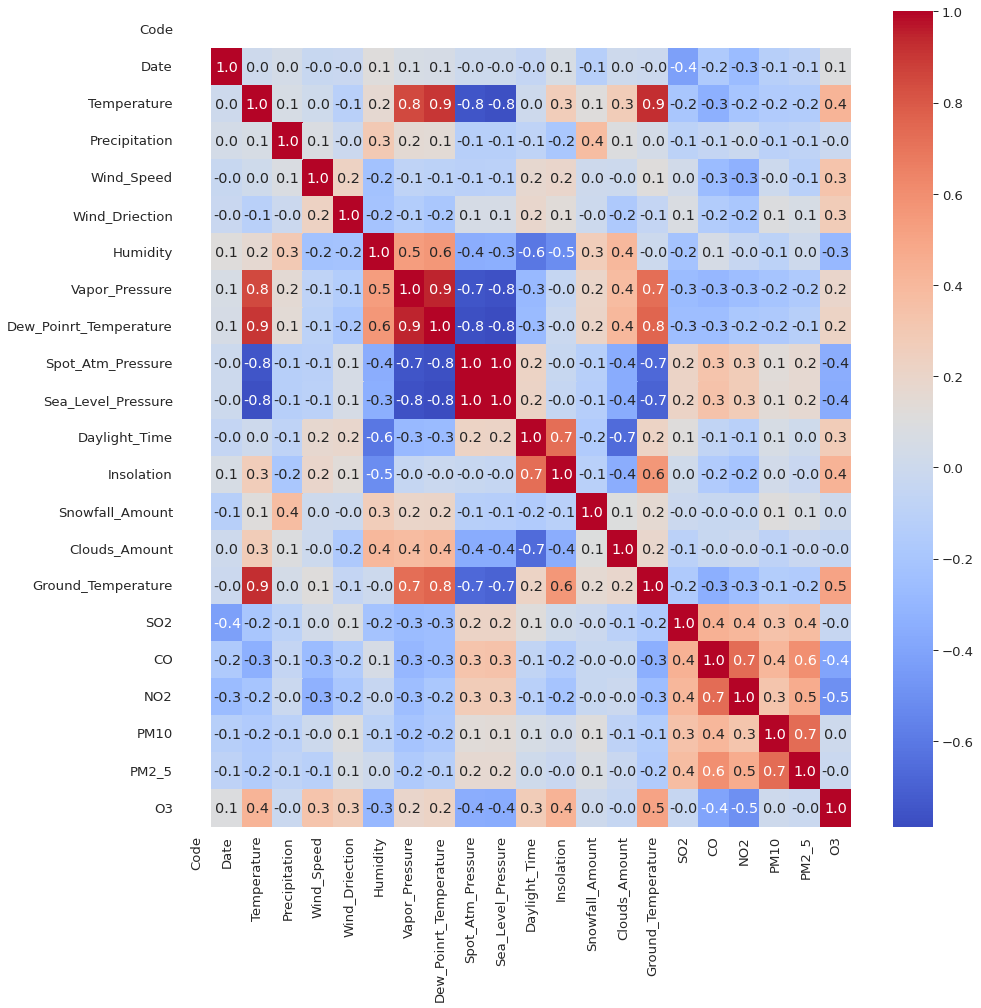 Code
Date 1.0 0.0 0.0 -0.0 -0.0 0.1 0.1 0.1 -0.0 -0.0 -0.0 0.1 -0.1 0.0 -0.0 -0.4 -0.2 -0.3 -0.1 -0.1 0.1
Temperature 0.0 1.0 0.1 0.0 -0.1 0.2 0.8 0.9 -0.8 -0.8 0.0 0.3 0.1 0.3 0.9 -0.2 -0.3 -0.2 -0.2 -0.2 0.4
Precipitation 0.0 0.1 1.0 0.1 -0.0 0.3 0.2 0.1 -0.1 -0.1 -0.1 -0.2 0.4 0.1 0.0 -0.1 -0.1 -0.0 -0.1 -0.1 -0.0
Wind_Speed -0.0 0.0 0.1 1.0 0.2 -0.2 -0.1 -0.1 -0.1 -0.1 0.2 0.2 0.0 -0.0 0.1 0.0 -0.3 -0.3 -0.0 -0.1 0.3
Wind_Driection -0.0 -0.1 -0.0 0.2 1.0 -0.2 -0.1 -0.2 0.1 0.1 0.2 0.1 -0.0 -0.2 -0.1 0.1 -0.2 -0.2 0.1 0.1 0.3
Humidity 0.1 0.2 0.3 -0.2 -0.2 1.0 0.5 0.6 -0.4 -0.3 -0.6 -0.5 0.3 0.4 -0.0 -0.2 0.1 -0.0 -0.1 0.0 -0.3
Vapor_Pressure 0.1 0.8 0.2 -0.1 -0.1 0.5 1.0 0.9 -0.7 -0.8 -0.3 -0.0 0.2 0.4 0.7 -0.3 -0.3 -0.3 -0.2 -0.2 0.2
Dew_Poinrt_Temperature 0.1 0.9 0.1 -0.1 -0.2 0.6 0.9 1.0 -0.8 -0.8 -0.3 -0.0 0.2 0.4 0.8 -0.3 -0.3 -0.2 -0.2 -0.1 0.2
Spot_Atm_Pressure -0.0 -0.8 -0.1 -0.1 0.1 -0.4 -0.7 -0.8 1.0 1.0 0.2 -0.0 -0.1 -0.4 -0.7 0.2 0.3 0.3 0.1 0.2 -0.4
Sea_Level_Pressure -0.0 -0.8 -0.1 -0.1 0.1 -0.3 -0.8 -0.8 1.0 1.0 0.2 -0.0 -0.1 -0.4 -0.7 0.2 0.3 0.3 0.1 0.2 -0.4
Daylight_Time -0.0 0.0 -0.1 0.2 0.2 -0.6 -0.3 -0.3 0.2 0.2 1.0 0.7 -0.2 -0.7 0.2 0.1 -0.1 -0.1 0.1 0.0 0.3
Insolation 0.1 0.3 -0.2 0.2 0.1 -0.5 -0.0 -0.0 -0.0 -0.0 0.7 1.0 -0.1 -0.4 0.6 0.0 -0.2 -0.2 0.0 -0.0 0.4
Snowfall_Amount -0.1 0.1 0.4 0.0 -0.0 0.3 0.2 0.2 -0.1 -0.1 -0.2 -0.1 1.0 0.1 0.2 -0.0 -0.0 -0.0 0.1 0.1 0.0
Clouds_Amount 0.0 0.3 0.1 -0.0 -0.2 0.4 0.4 0.4 -0.4 -0.4 -0.7 -0.4 0.1 1.0 0.2 -0.1 -0.0 -0.0 -0.1 -0.0 -0.0
Ground_Temperature -0.0 0.9 0.0 0.1 -0.1 -0.0 0.7 0.8 -0.7 -0.7 0.2 0.6 0.2 0.2 1.0 -0.2 -0.3 -0.3 -0.1 -0.2 0.5
SO2 -0.4 -0.2 -0.1 0.0 0.1 -0.2 -0.3 -0.3 0.2 0.2 0.1 0.0 -0.0 -0.1 -0.2 1.0 0.4 0.4 0.3 0.4 -0.0
CO -0.2 -0.3 -0.1 -0.3 -0.2 0.1 -0.3 -0.3 0.3 0.3 -0.1 -0.2 -0.0 -0.0 -0.3 0.4 1.0 0.7 0.4 0.6 -0.4
NO2 -0.3 -0.2 -0.0 -0.3 -0.2 -0.0 -0.3 -0.2 0.3 0.3 -0.1 -0.2 -0.0 -0.0 -0.3 0.4 0.7 1.0 0.3 0.5 -0.5
PM10 -0.1 -0.2 -0.1 -0.0 0.1 -0.1 -0.2 -0.2 0.1 0.1 0.1 0.0 0.1 -0.1 -0.1 0.3 0.4 0.3 1.0 0.7 0.0
PM2_5 -0.1 -0.2 -0.1 -0.1 0.1 0.0 -0.2 -0.1 0.2 0.2 0.0 -0.0 0.1 -0.0 -0.2 0.4 0.6 0.5 0.7 1.0 -0.0
O3 0.1 0.4 -0.0 0.3 0.3 -0.3 0.2 0.2 -0.4 -0.4 0.3 0.4 0.0 -0.0 0.5 -0.0 -0.4 -0.5 0.0 -0.0 1.0
Code
Date
Temperature
Precipitation
Wind_Speed
Wind_Driection
Humidity
Vapor_Pressure
Dew_Poinrt_Temperature
Spot_Atm_Pressure
Sea_Level_Pressure
Daylight_Time
Insolation
Snowfall_Amount
Clouds_Amount
Ground_Temperature
SO2
CO
NO2
PM10
PM2_5
O3
1.0
0.8
0.6
0.4
0.2
0.0
−0.2
−0.4
−0.6